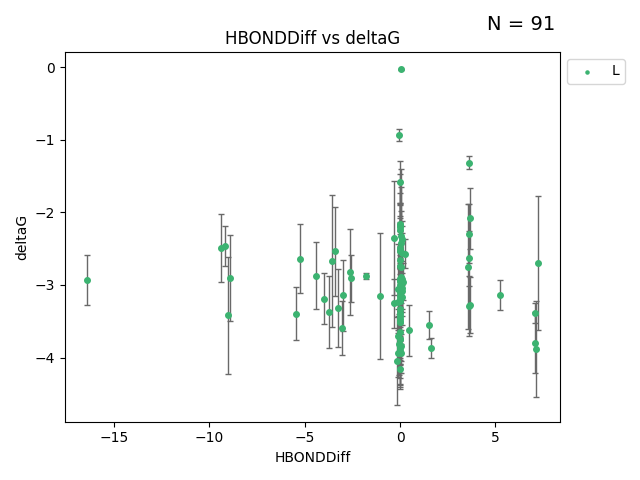 N = 91
HBONDDiff vs deltaG
L
deltaG
0
−1
−2
−3
−4
−15
−10
−5
0
5
HBONDDiff